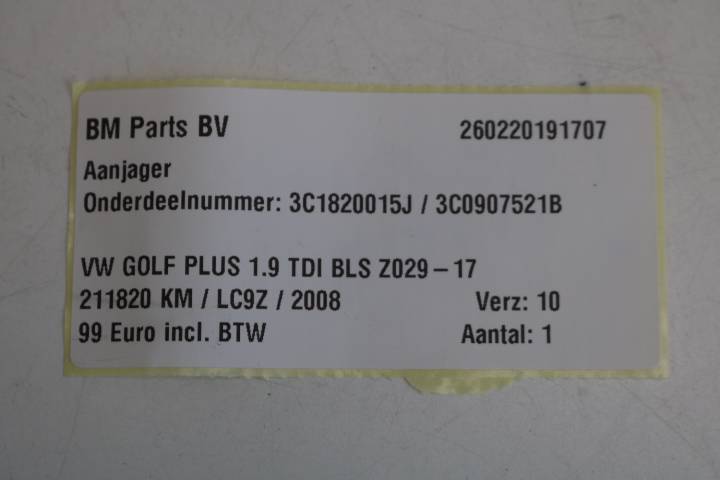 BM Parts BV 260220191707
Aanjager
Onderdeelnummer: 3C1820015J / 3C0907521B
VW GOLF PLUS 1.9 TDI BLS Z029-17
211820 KM / LC9Z / 2008 Verz: 10
99 Euro incl. BTW Aantal: 1